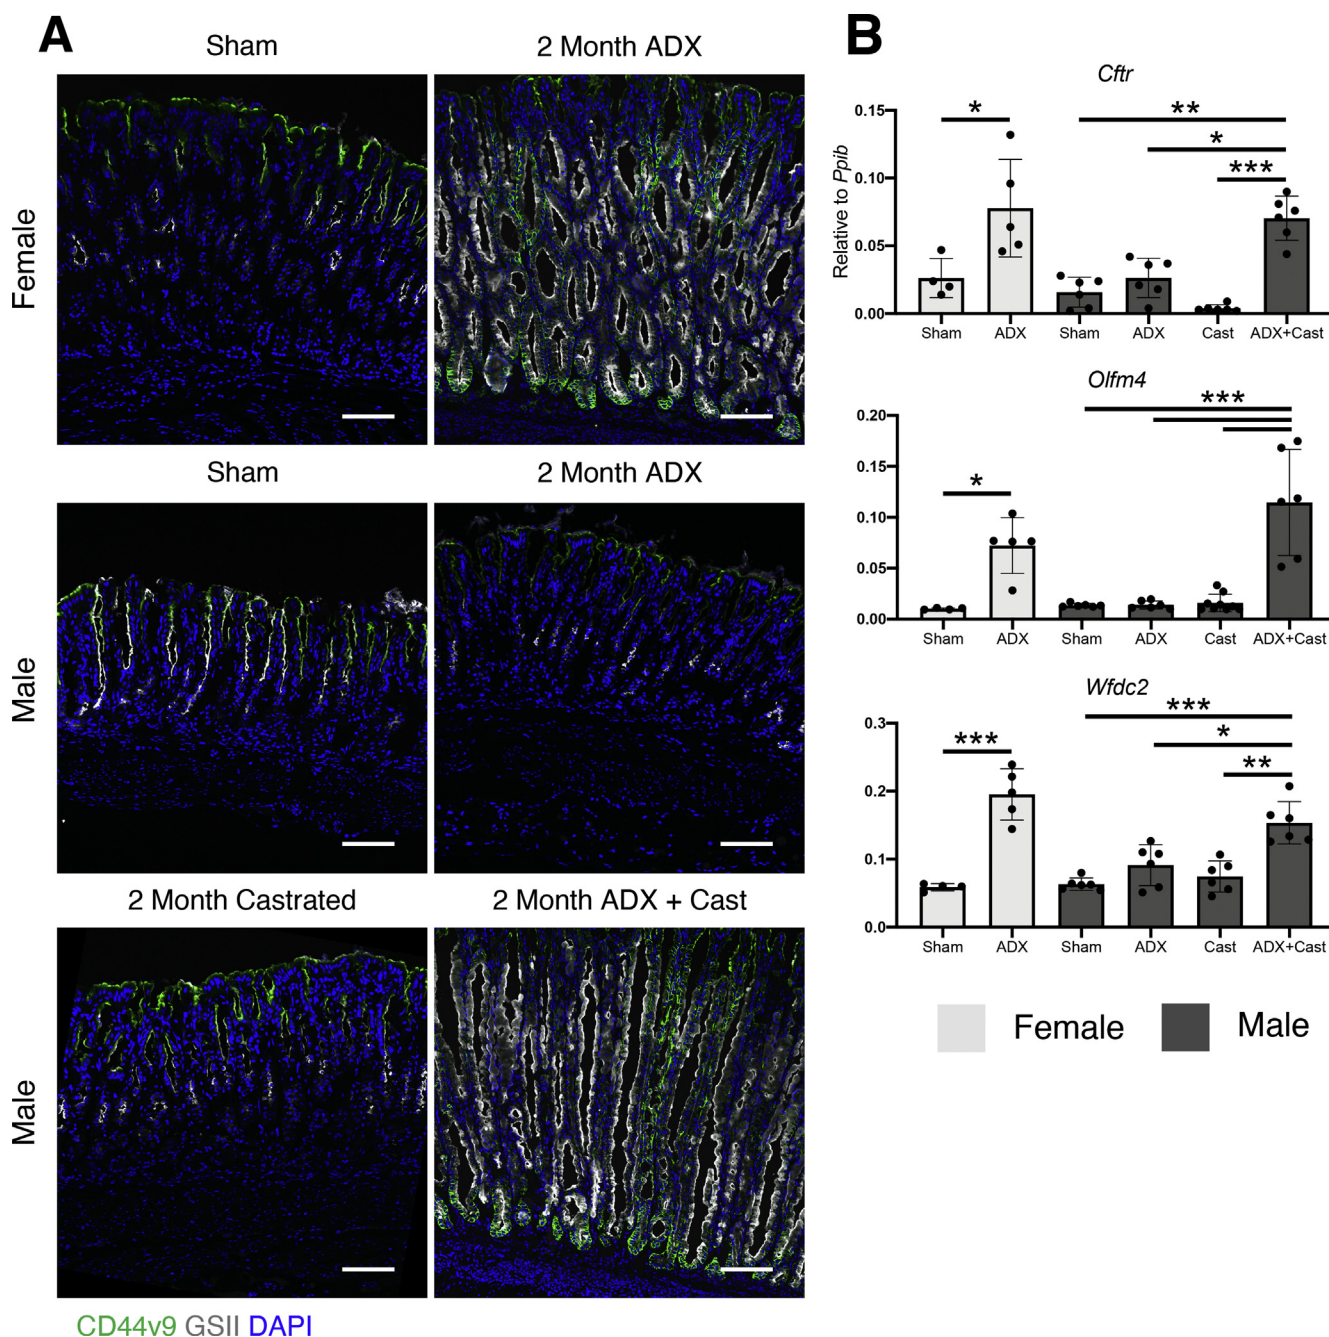 A
Sham
2 Month ADX
Female
Sham
2 Month ADX
Male
2 Month Castrated
2 Month ADX + Cast
Male
CD44v9 GSII DAPI
B
Cftr
Relative to Ppib
0.15
0.10
0.05
0.00
*
**
*
***
Sham ADX Sham ADX Cast ADX+Cast
Olfm4
0.20
0.15
0.10
0.05
0.00
*
***
Sham ADX Sham ADX Cast ADX+Cast
Wfdc2
0.3
0.2
0.1
0.0
***
***
*
**
Sham ADX Sham ADX Cast ADX+Cast
Female Male